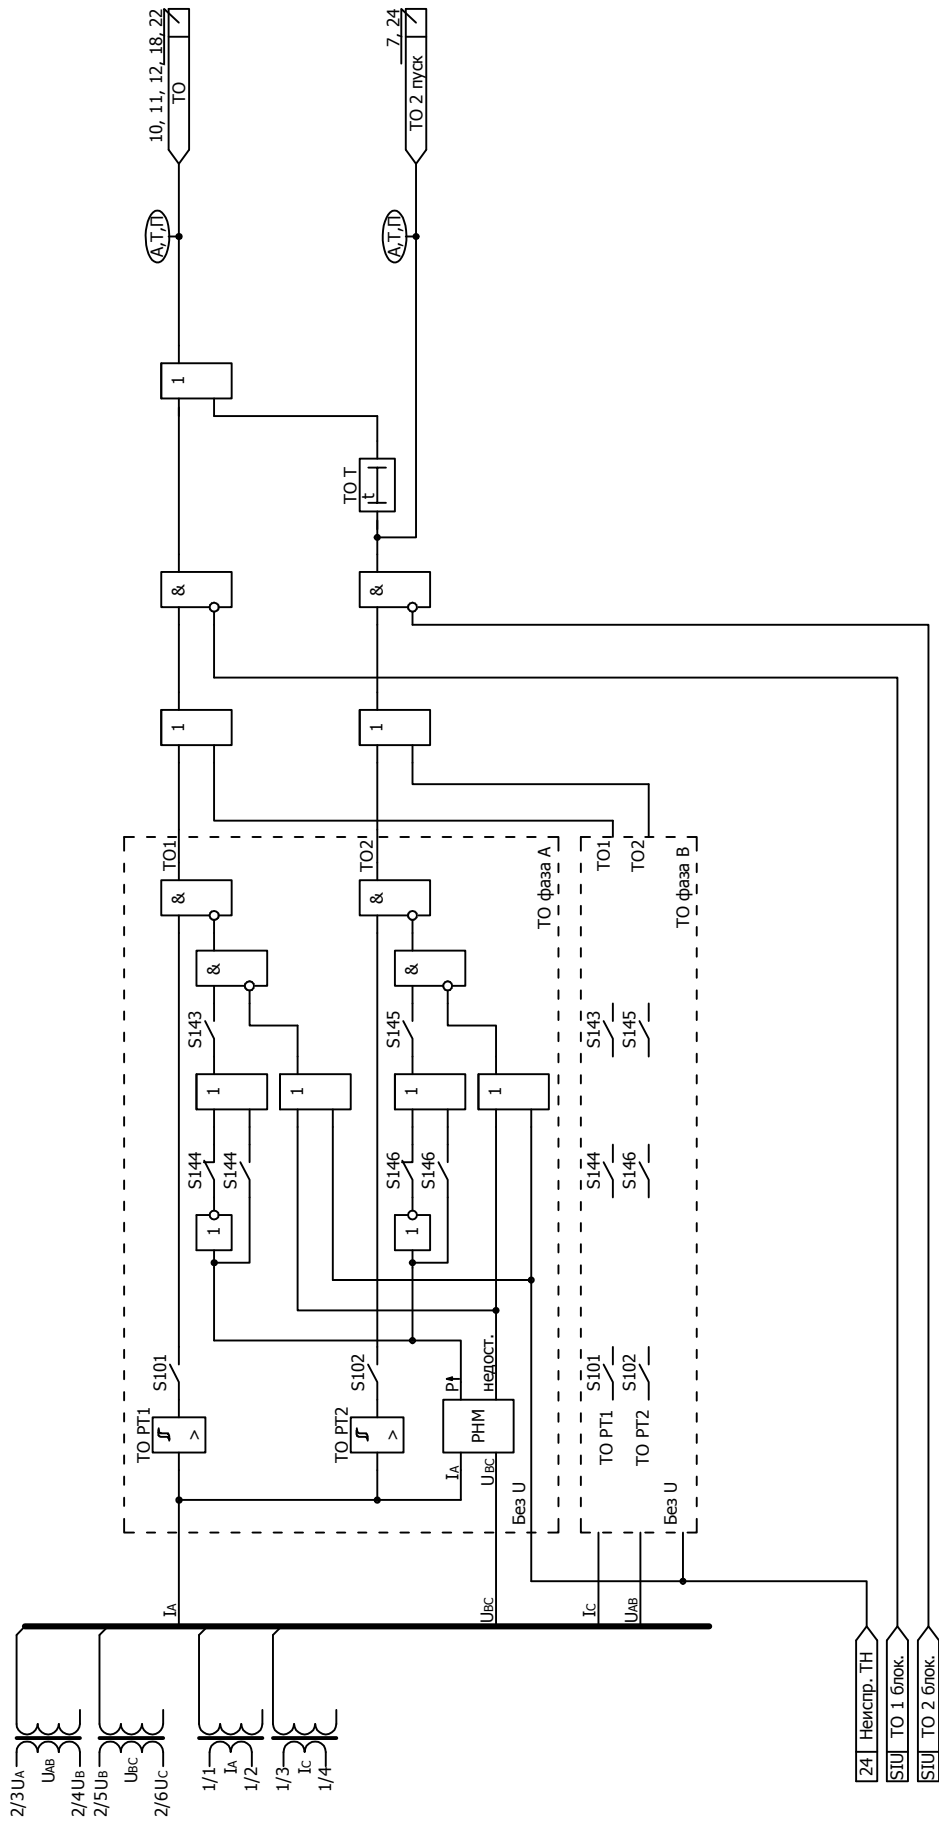 2/3UA
UAB
2/4UB
2/5UB
UBC
2/6UC
1/1
IA
1/2
1/3
IC
1/4
IA
UBC
IC
UAB
24 Неиспр. ТН
SIU ТО 1 блок.
SIU ТО 2 блок.
ТО РТ1
>
S101
ТО РТ2
>
S102
IA
UBC
РНМ
P
недост.
Без U
1
S144
S144
1
S143
&
1
&
ТО1
1
S146
S146
1
S145
&
1
&
ТО2
ТО фаза А
ТО РТ1
S101
ТО РТ2
S102
Без U
S144
S146
S143
S145
ТО1
ТО2
ТО фаза В
1
1
&
&
ТО Т
t
1
А,Т,П
А,Т,П
10, 11, 12, 18, 22
ТО
7, 24
ТО 2 пуск